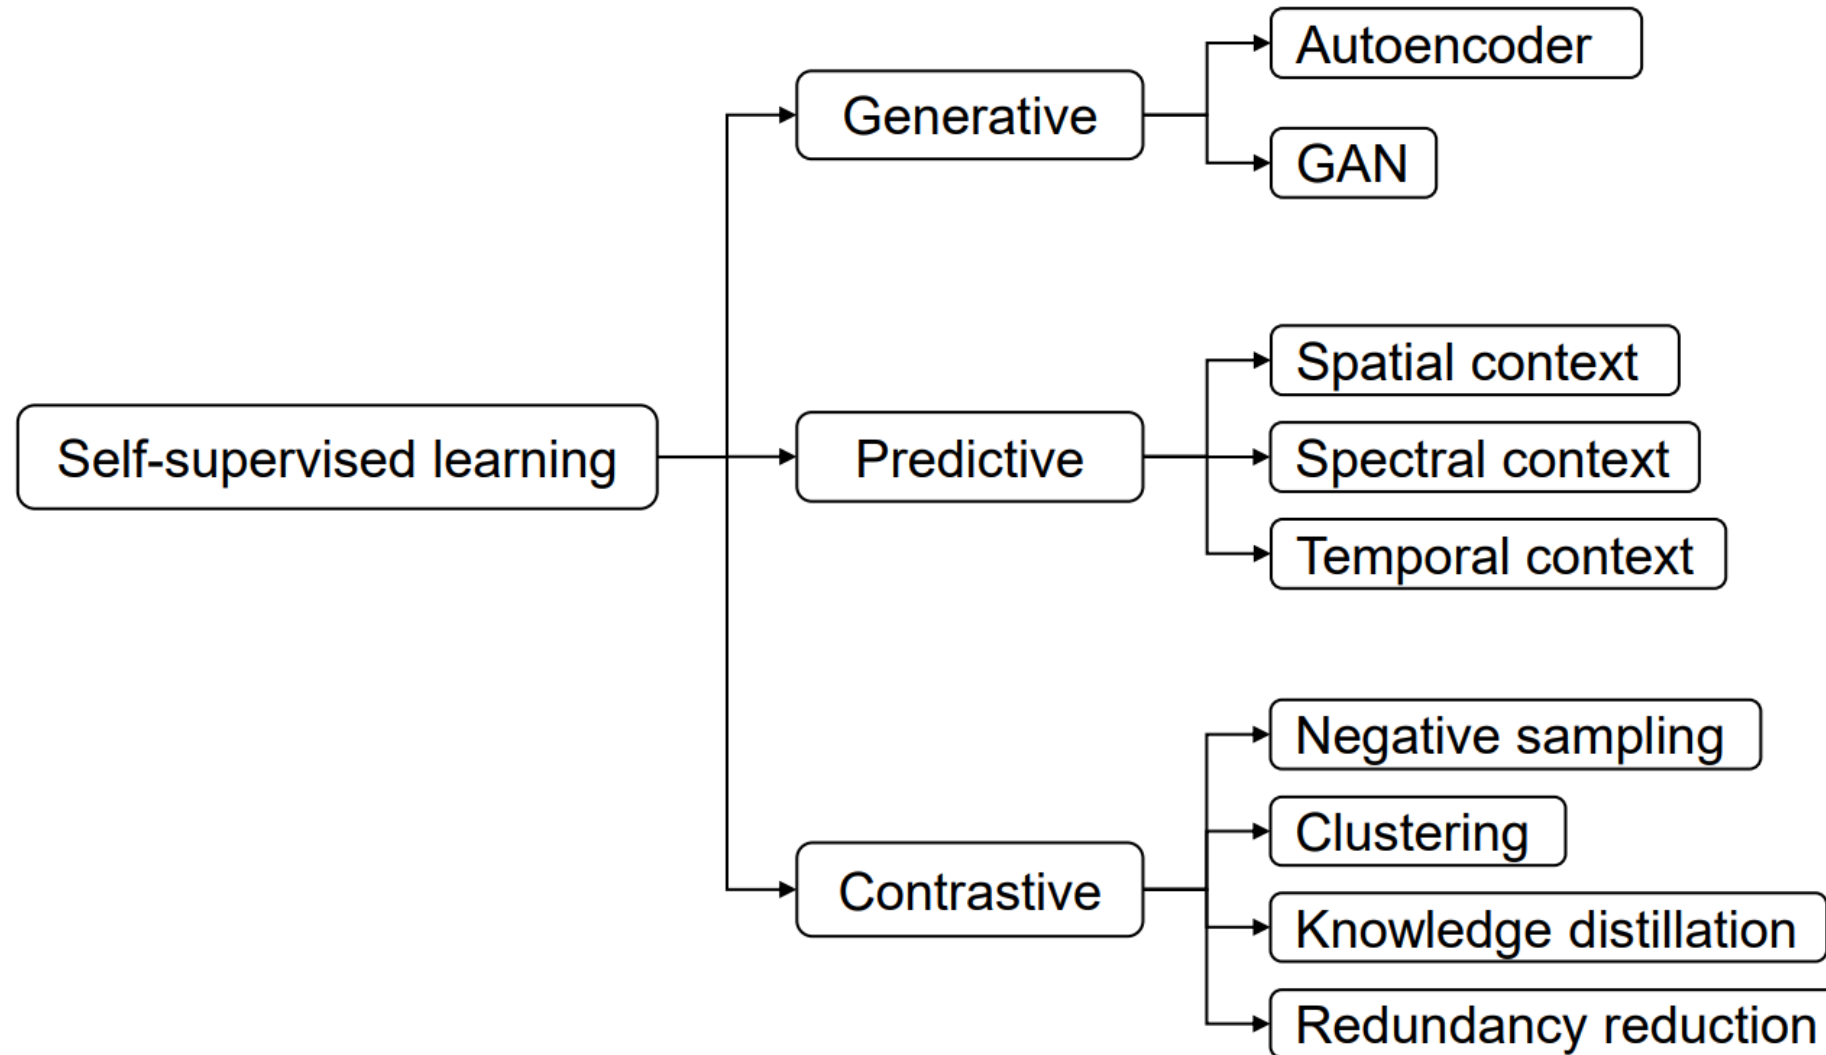 Self-supervised learning
Generative
Autoencoder
GAN
Predictive
Spatial context
Spectral context
Temporal context
Contrastive
Negative sampling
Clustering
Knowledge distillation
Redundancy reduction